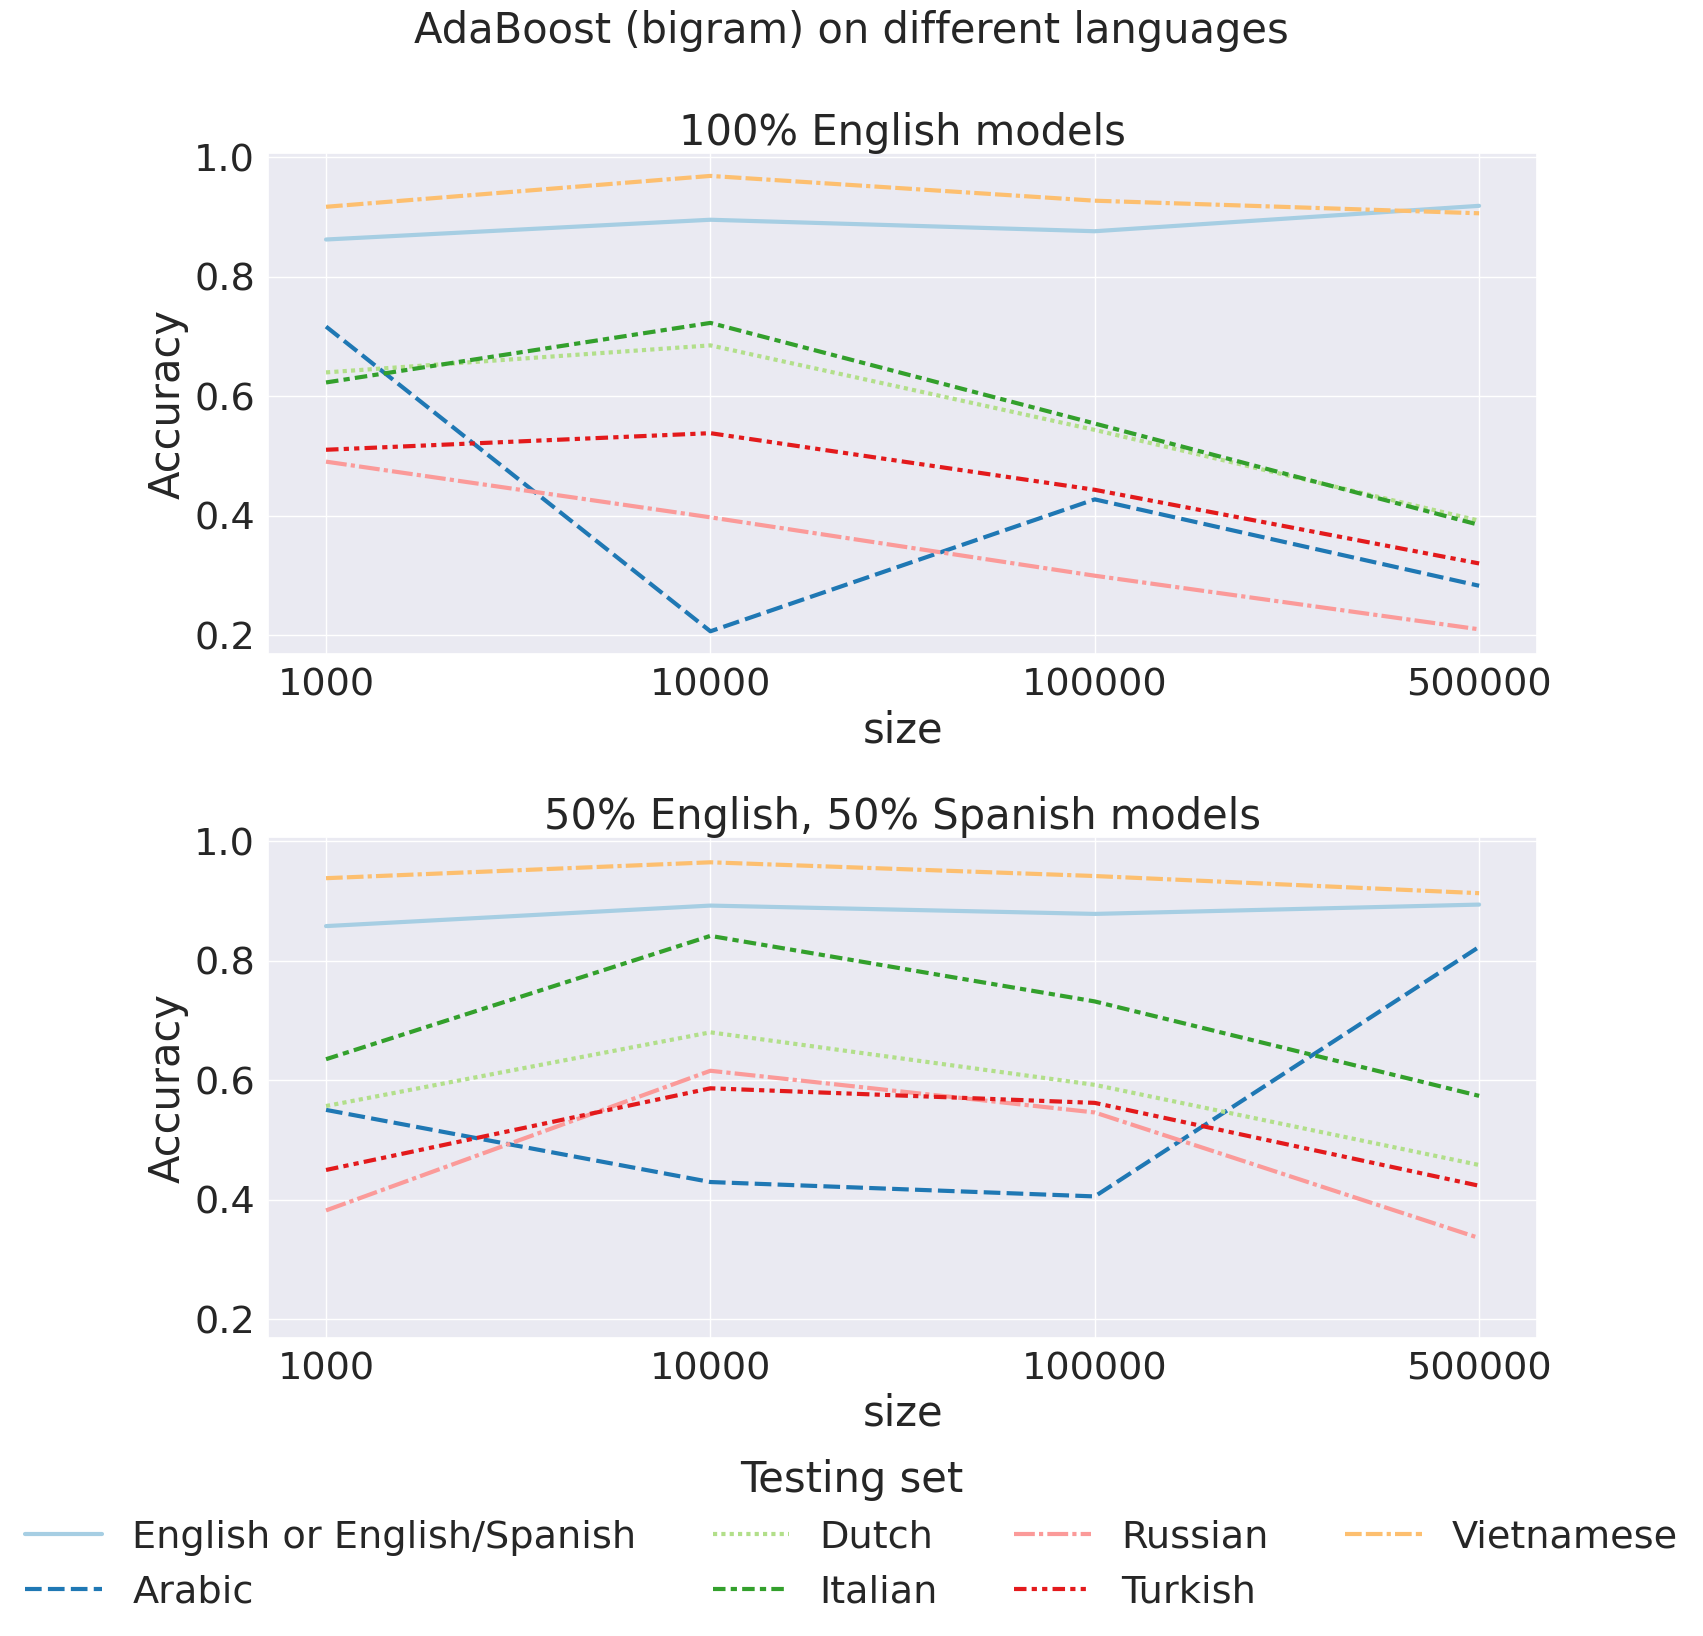 AdaBoost (bigram) on different languages
100% English models
1.0
0.8
0.6
0.4
0.2
Accuracy
1000 10000 100000 500000
size
50% English, 50% Spanish models
1.0
0.8
0.6
0.4
0.2
Accuracy
1000 10000 100000 500000
size
Testing set
English or English/Spanish Dutch Russian Vietnamese
Arabic Italian Turkish